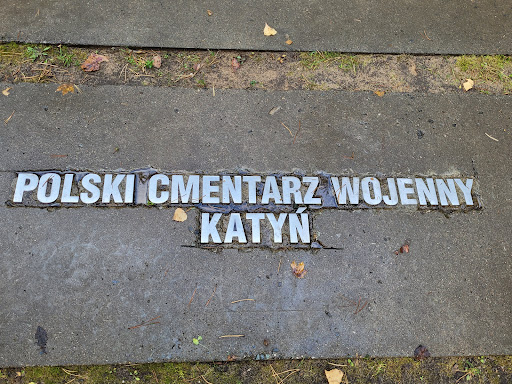 POLSKI CMENTARZ WOJENNY
KATYŃ